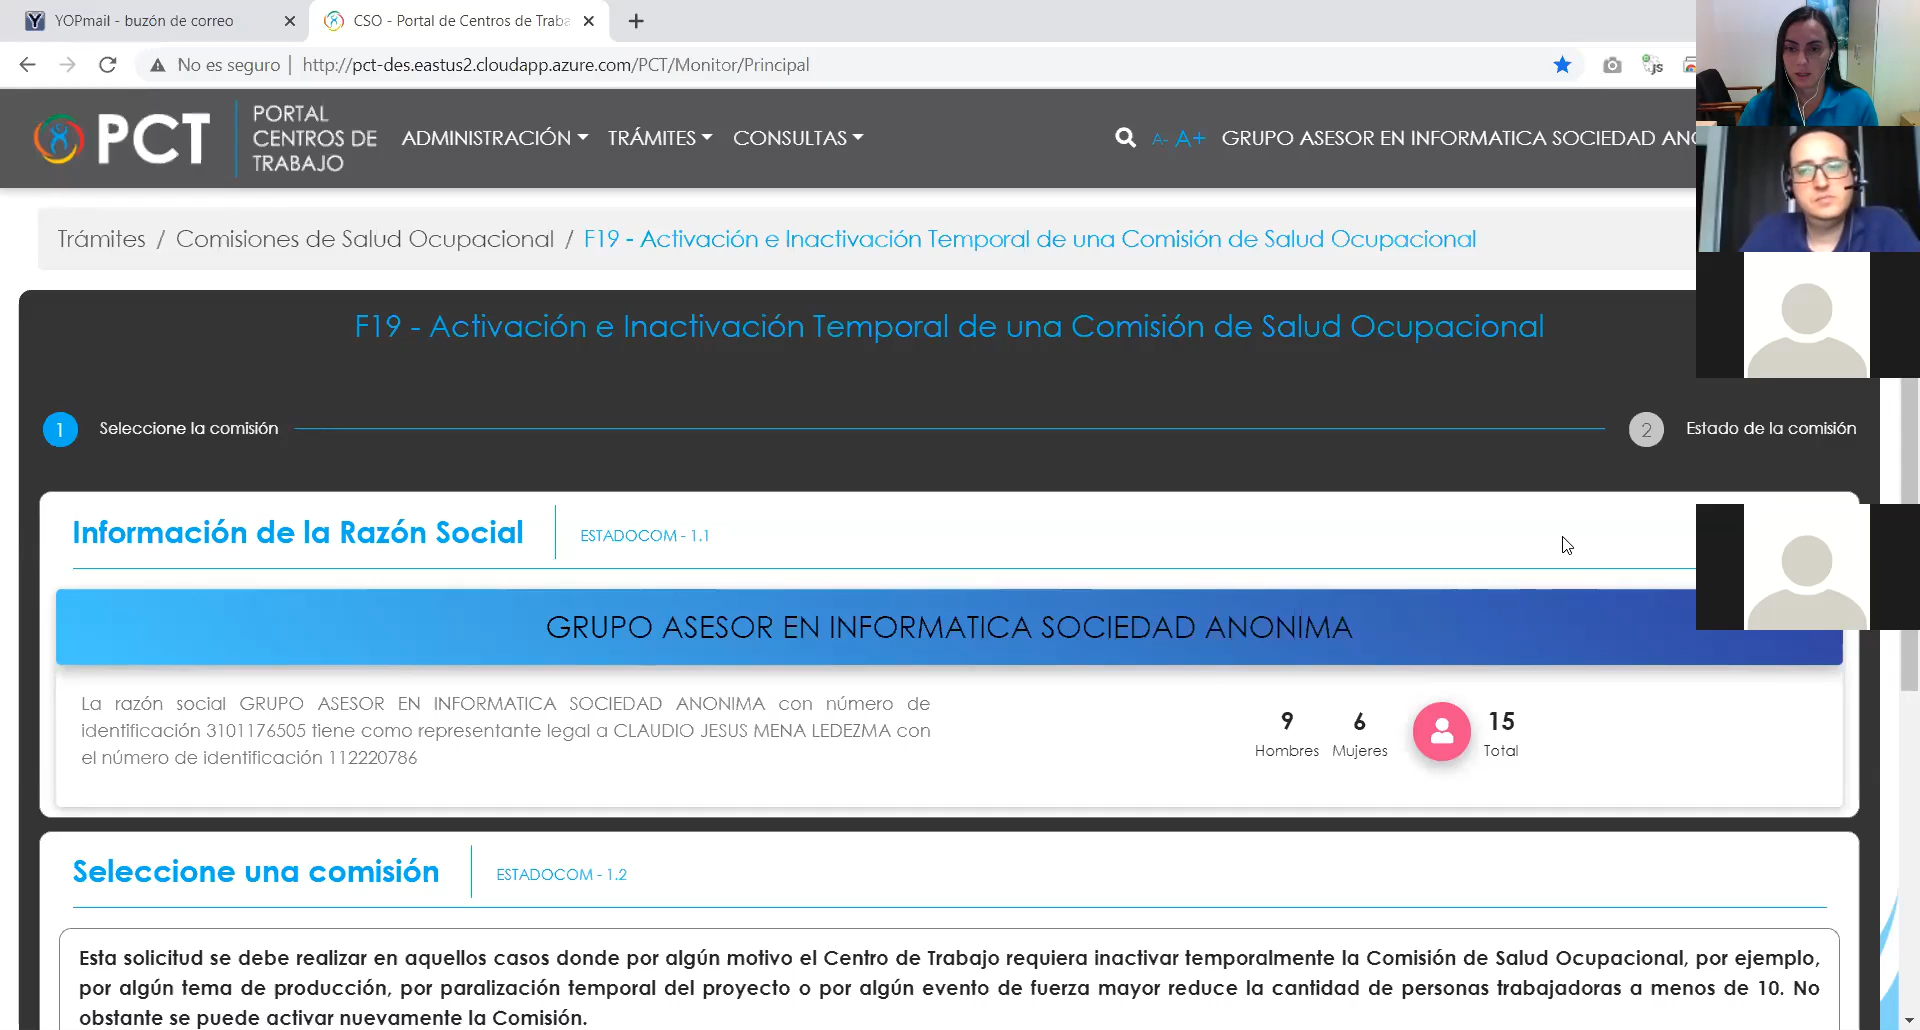 YOPmail - buzón de correo
CSO - Portal de Centros de Traba
No es seguro
http://pct-des.eastus2.cloudapp.azure.com/PCT/Monitor/Principal
PCT
PORTAL
CENTROS DE
TRABAJO
ADMINISTRACIÓN TRÁMITES CONSULTAS
A- A+ GRUPO ASESOR EN INFORMATICA SOCIEDAD
Trámites / Comisiones de Salud Ocupacional / F19 - Activación e Inactivación Temporal de una Comisión de Salud Ocupacional
F19 - Activación e Inactivación Temporal de una Comisión de Salud Ocupacional
1 Seleccione la comisión
2 Estado de la comisión
Información de la Razón Social
ESTADOCOM - 1.1
GRUPO ASESOR EN INFORMATICA SOCIEDAD ANONIMA
La razón social GRUPO ASESOR EN INFORMATICA SOCIEDAD ANONIMA con número de
identificación 3101176505 tiene como representante legal a CLAUDIO JESUS MENA LEDEZMA con
el número de identificación 112220786
9 6 15
Hombres Mujeres Total
Seleccione una comisión
ESTADOCOM - 1.2
Esta solicitud se debe realizar en aquellos casos donde por algún motivo el Centro de Trabajo requiera inactivar temporalmente la Comisión de Salud Ocupacional, por ejemplo,
por algún tema de producción, por paralización temporal del proyecto o por algún evento de fuerza mayor reduce la cantidad de personas trabajadoras a menos de 10. No
obstante se puede activar nuevamente la Comisión.